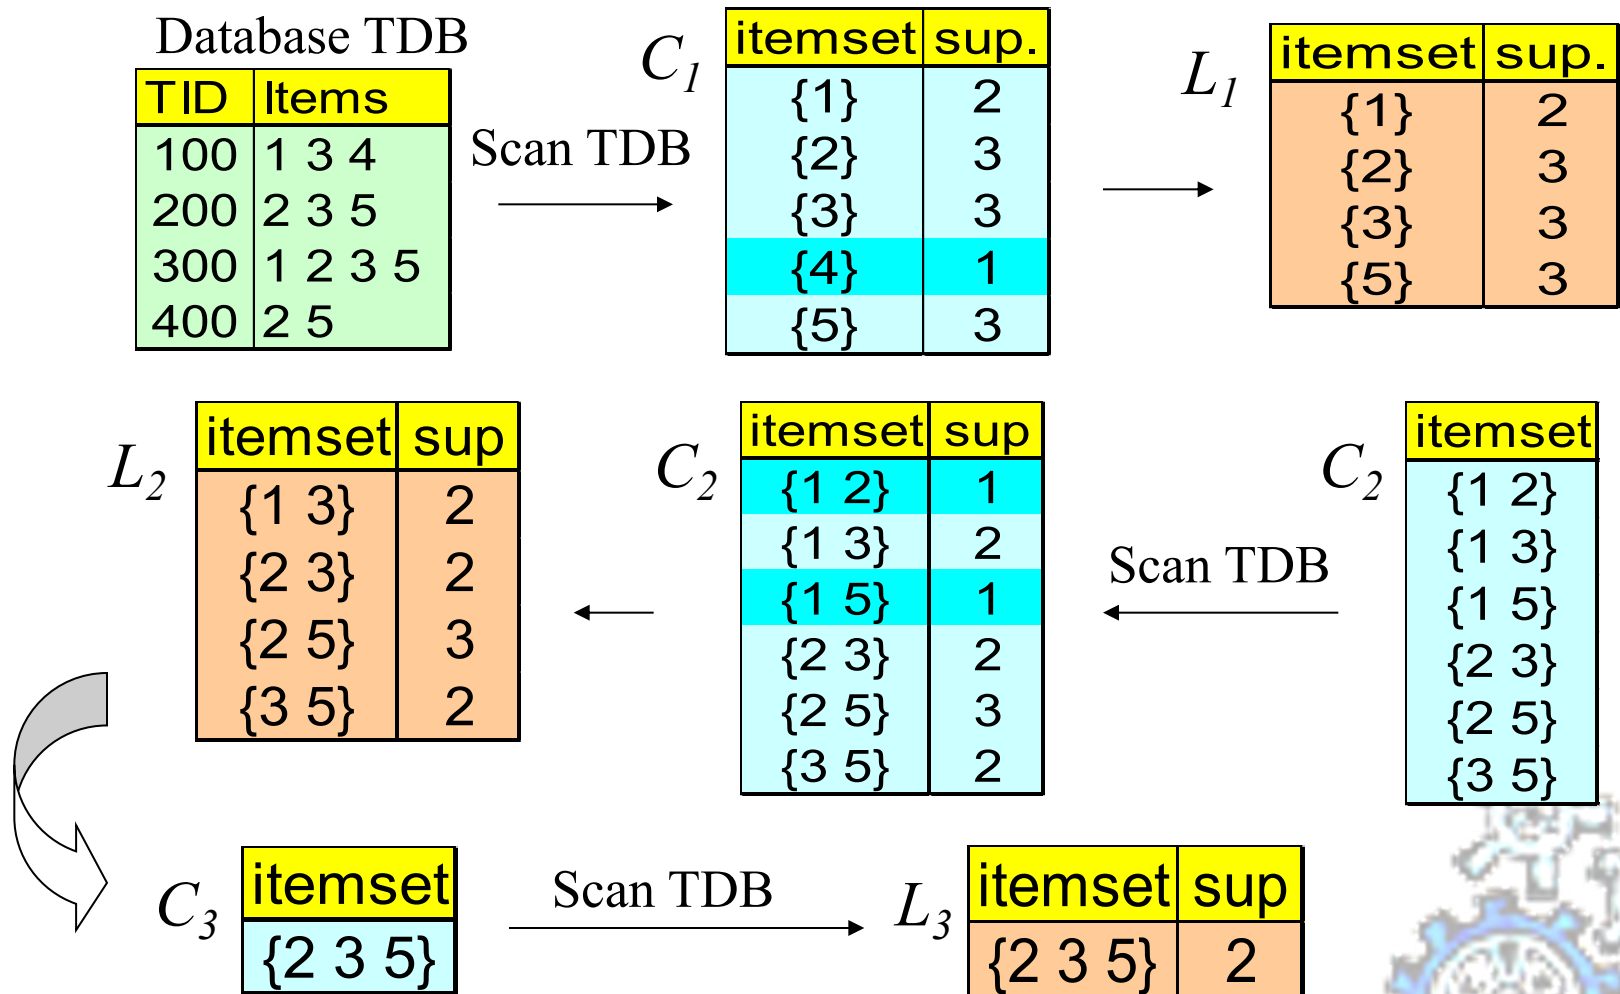 Database TDB
TID Items
100 1 3 4
200 2 3 5
300 1 2 3 5
400 2 5
Scan TDB
C1
itemset sup.
{1} 2
{2} 3
{3} 3
{4} 1
{5} 3
L1
itemset sup.
{1} 2
{2} 3
{3} 3
{5} 3
L2
itemset sup
{1 3} 2
{2 3} 2
{2 5} 3
{3 5} 2
C2
itemset sup
{1 2} 1
{1 3} 2
{1 5} 1
{2 3} 2
{2 5} 3
{3 5} 2
Scan TDB
C2
itemset
{1 2}
{1 3}
{1 5}
{2 3}
{2 5}
{3 5}
C3
itemset
{2 3 5}
Scan TDB
L3
itemset sup
{2 3 5} 2